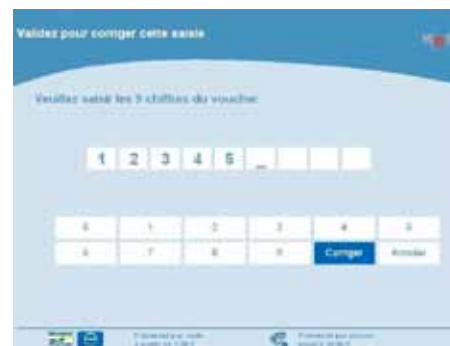 Validez pour corriger cette saisie
Veuillez saisir les 9 chiffres du voucher
1 2 3 4 5 _
0 1 2 3 4 5
6 7 8 9 Corriger Annuler